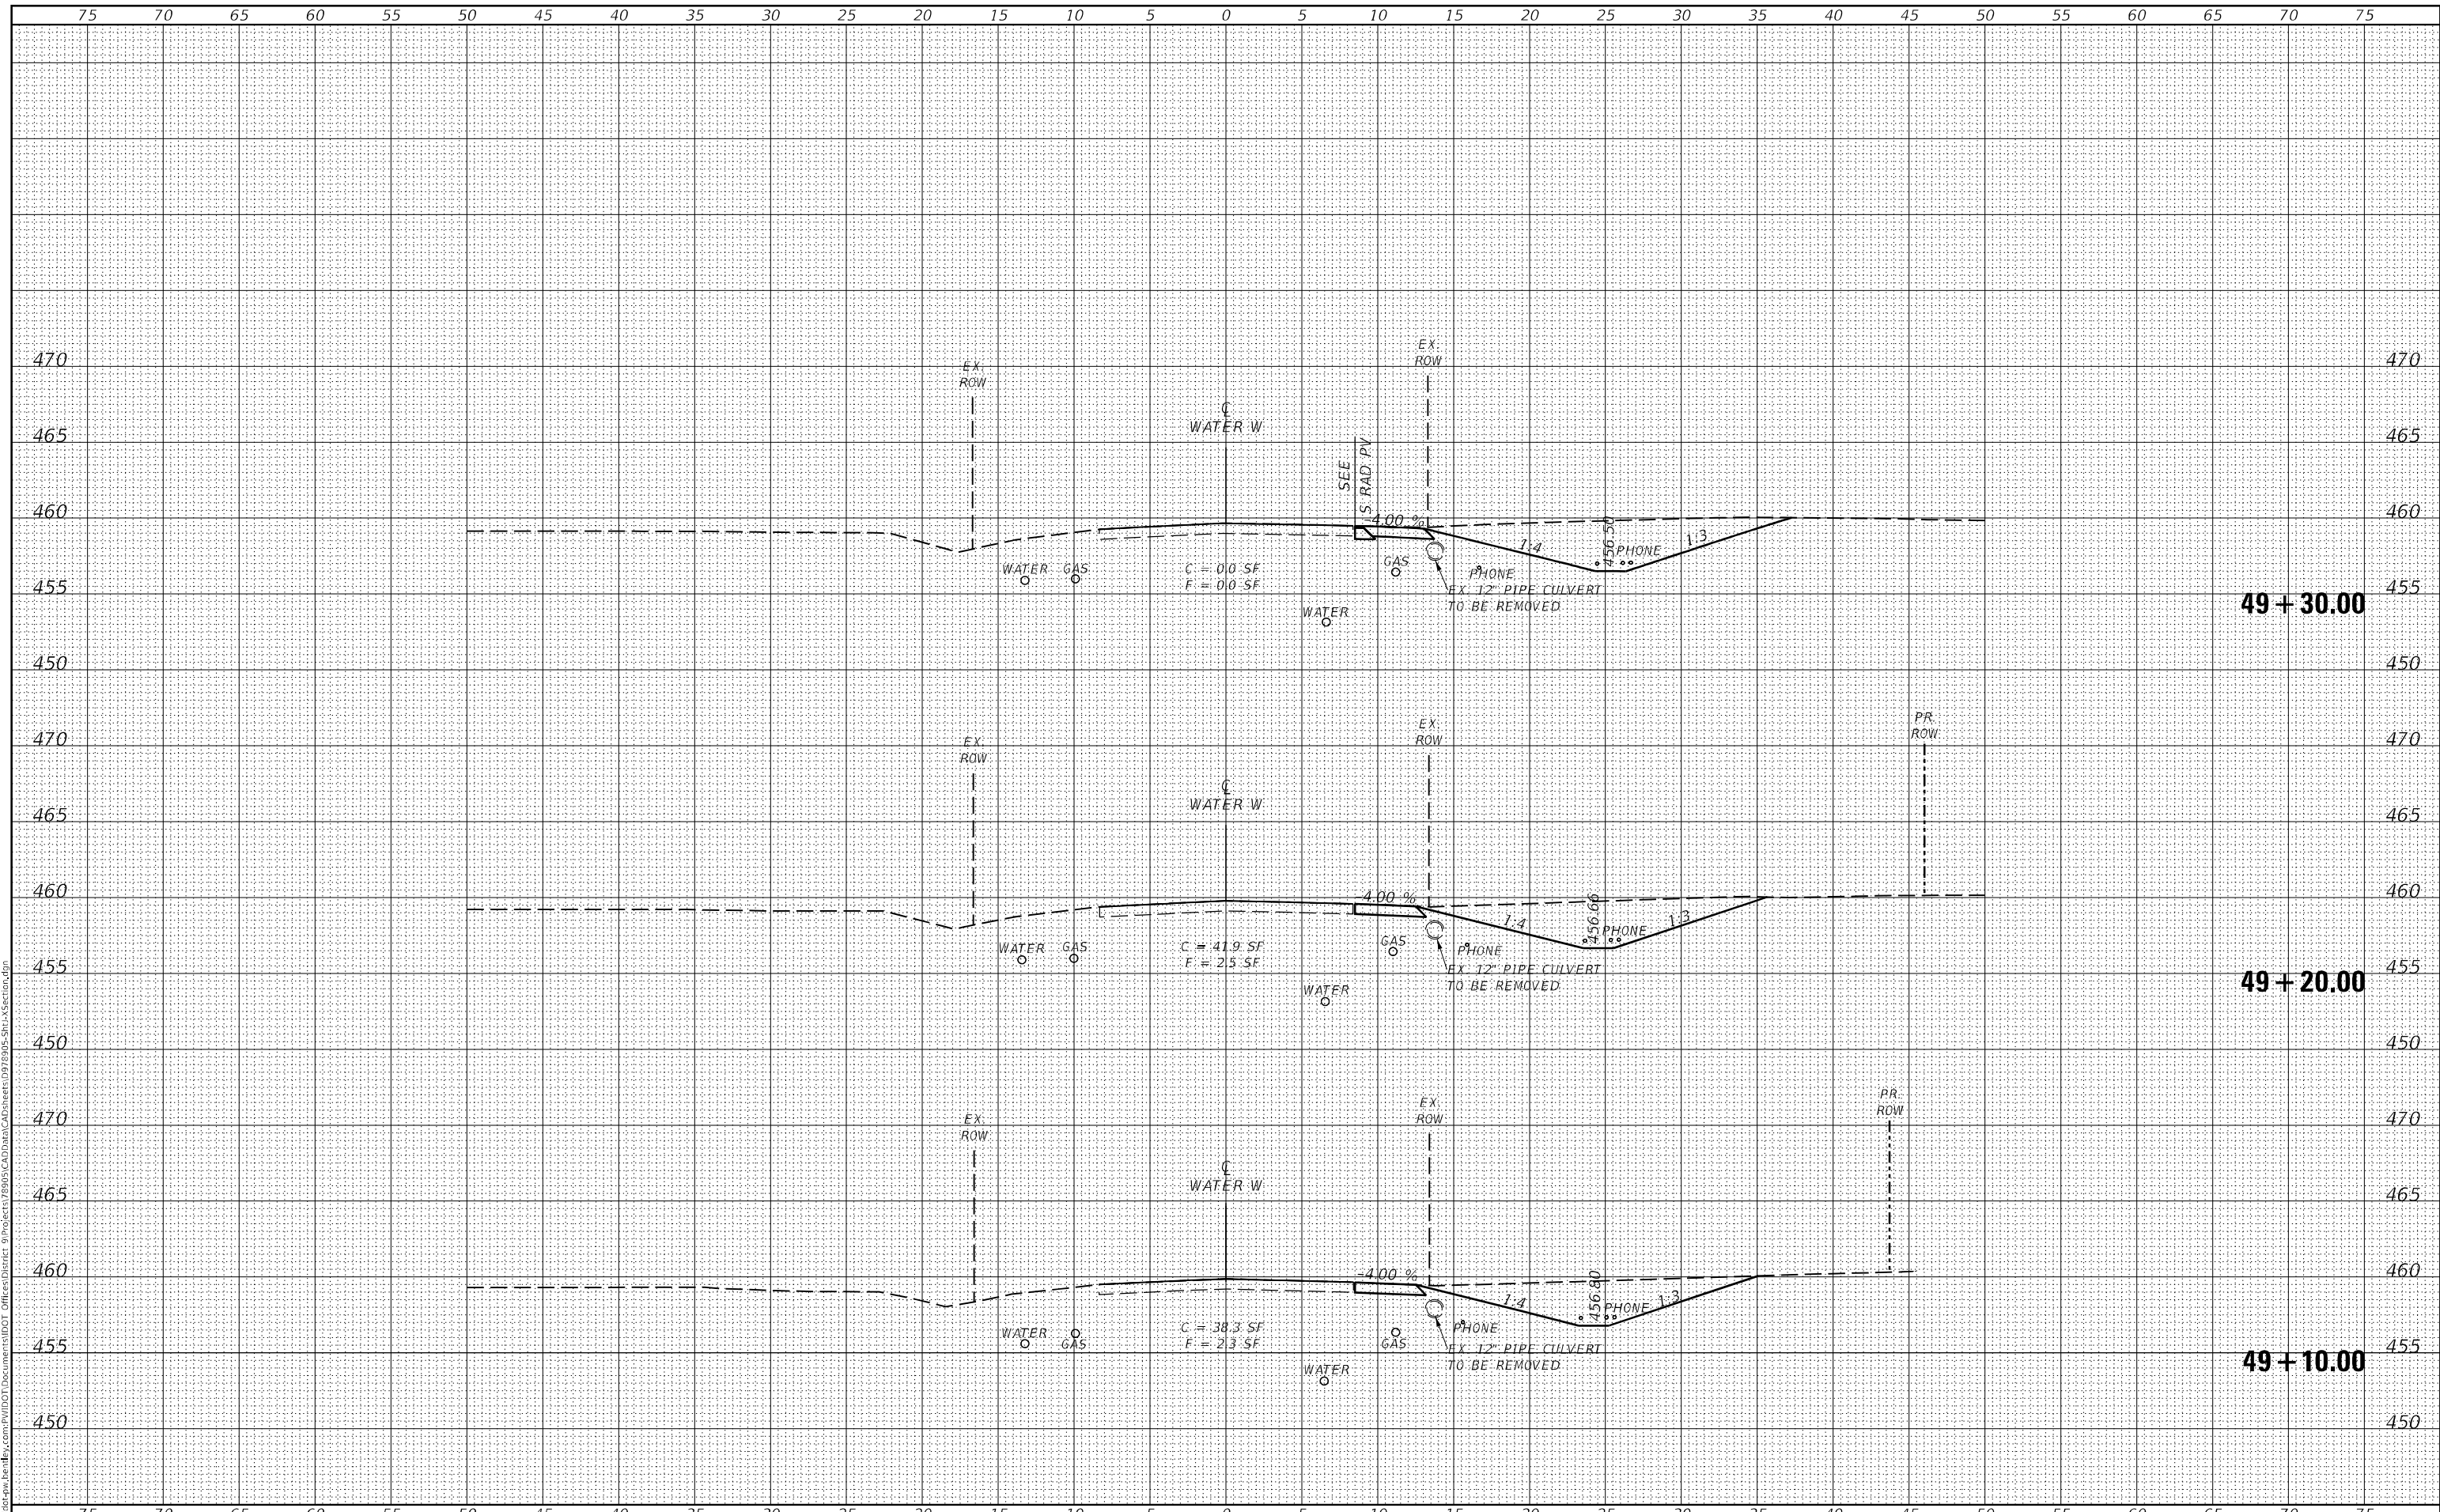 75 70 65 60 55 50 45 40 35 30 25 20 15 10 5 0 5 10 15 20 25 30 35 40 45 50 55 60 65 70 75
470 470
EX.
ROW
EX.
ROW
℄
WATER W
465 465
SEE
S. RAD. PV
460 460
-4.00 %
1:4
456.50
PHONE
1:3
WATER
GAS
C = 0.0 SF
F = 0.0 SF
GAS
PHONE
EX. 12" PIPE CULVERT
TO BE REMOVED
WATER
455 455
49+30.00
450 450
470 470
EX.
ROW
EX.
ROW
PR.
ROW
℄
WATER W
465 465
460 460
-4.00 %
1:4
456.66
PHONE
1:3
WATER
GAS
C = 41.9 SF
F = 2.5 SF
GAS
PHONE
EX. 12" PIPE CULVERT
TO BE REMOVED
WATER
455 455
49+20.00
450 450
470 470
EX.
ROW
EX.
ROW
PR.
ROW
℄
WATER W
465 465
460 460
-4.00 %
1:4
456.80
PHONE
1:3
WATER
GAS
C = 38.3 SF
F = 2.3 SF
GAS
PHONE
EX. 12" PIPE CULVERT
TO BE REMOVED
WATER
455 455
49+10.00
450 450
75 70 65 60 55 50 45 40 35 30 25 20 15 10 5 0 5 10 15 20 25 30 35 40 45 50 55 60 65 70 75